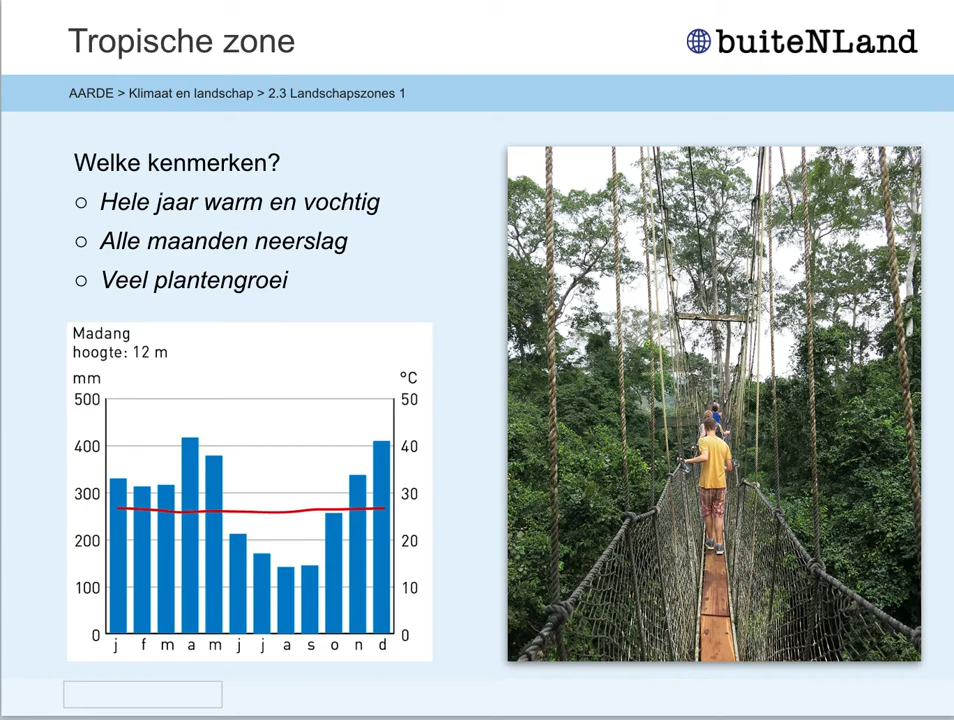 Tropische zone
buiteNLand
AARDE > Klimaat en landschap > 2.3 Landschapszones 1
Welke kenmerken?
○ Hele jaar warm en vochtig
○ Alle maanden neerslag
○ Veel plantengroei
Madang
hoogte: 12 m
mm °C
500 50
400 40
300 30
200 20
100 10
0 0
j f m a m j j a s o n d